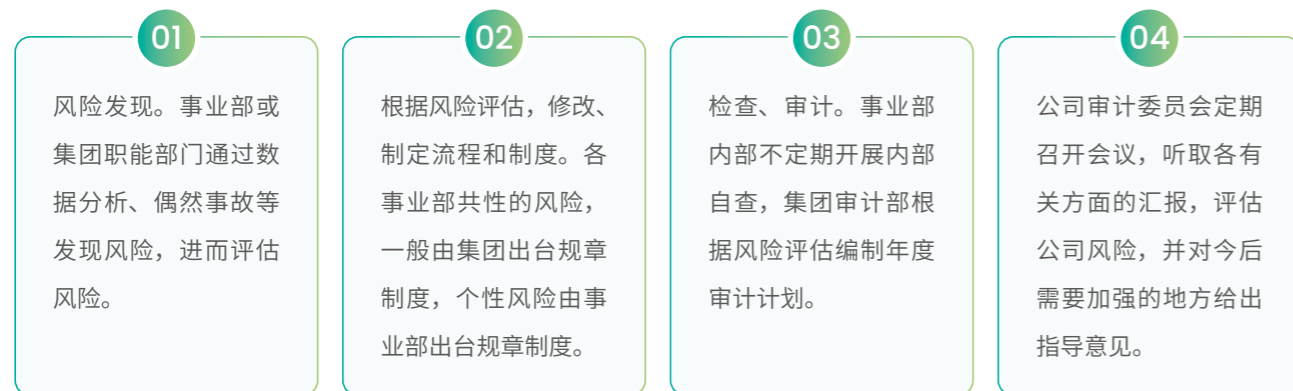 01
风险发现。事业部或
集团职能部门通过数
据分析、偶然事故等
发现风险，进而评估
风险。
02
根据风险评估，修改、
制定流程和制度。各
事业部共性的风险，
一般由集团出台规章
制度，个性风险由事
业部出台规章制度。
03
检查、审计。事业部
内部不定期开展内部
自查，集团审计部根
据风险评估编制年度
审计计划。
04
公司审计委员会定期
召开会议，听取各有
关方面的汇报，评估
公司风险，并对今后
需要加强的地方给出
指导意见。